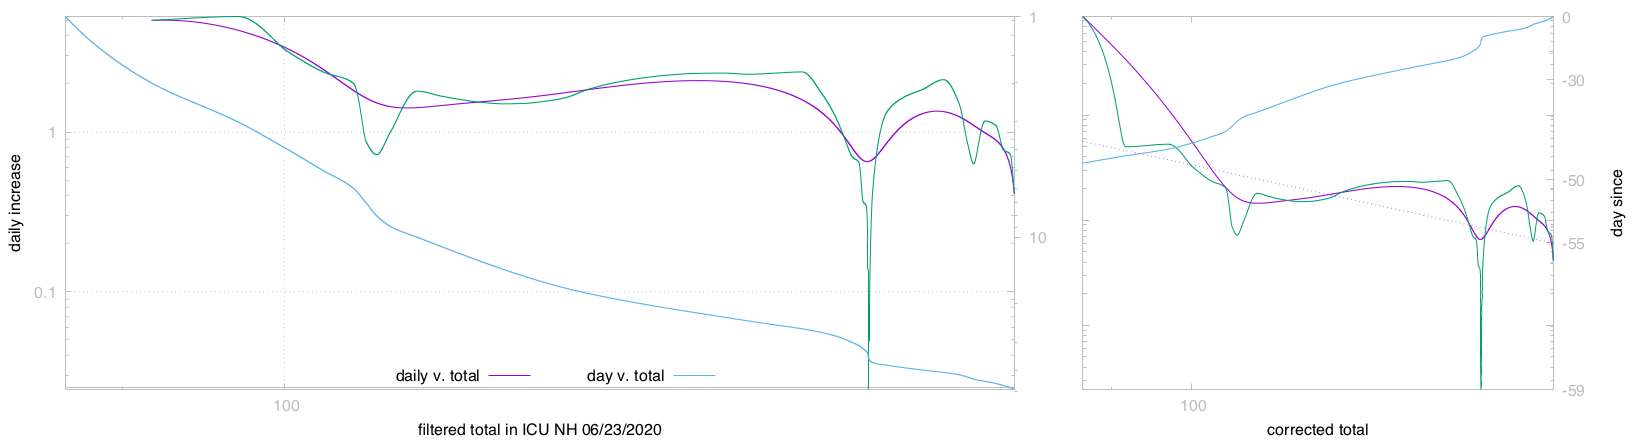 daily increase
1
0.1
1
10
daily v. total
day v. total
100
filtered total in ICU NH 06/23/2020
0
-30
-50
-55
-59
day since
100
corrected total